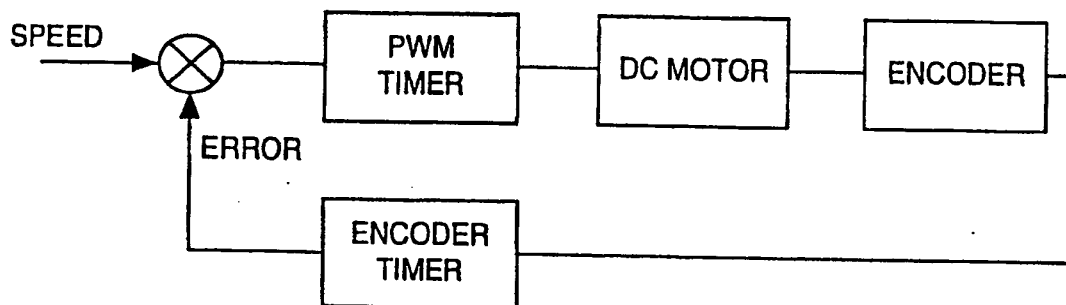 SPEED
PWM
TIMER
DC MOTOR
ENCODER
ERROR
ENCODER
TIMER